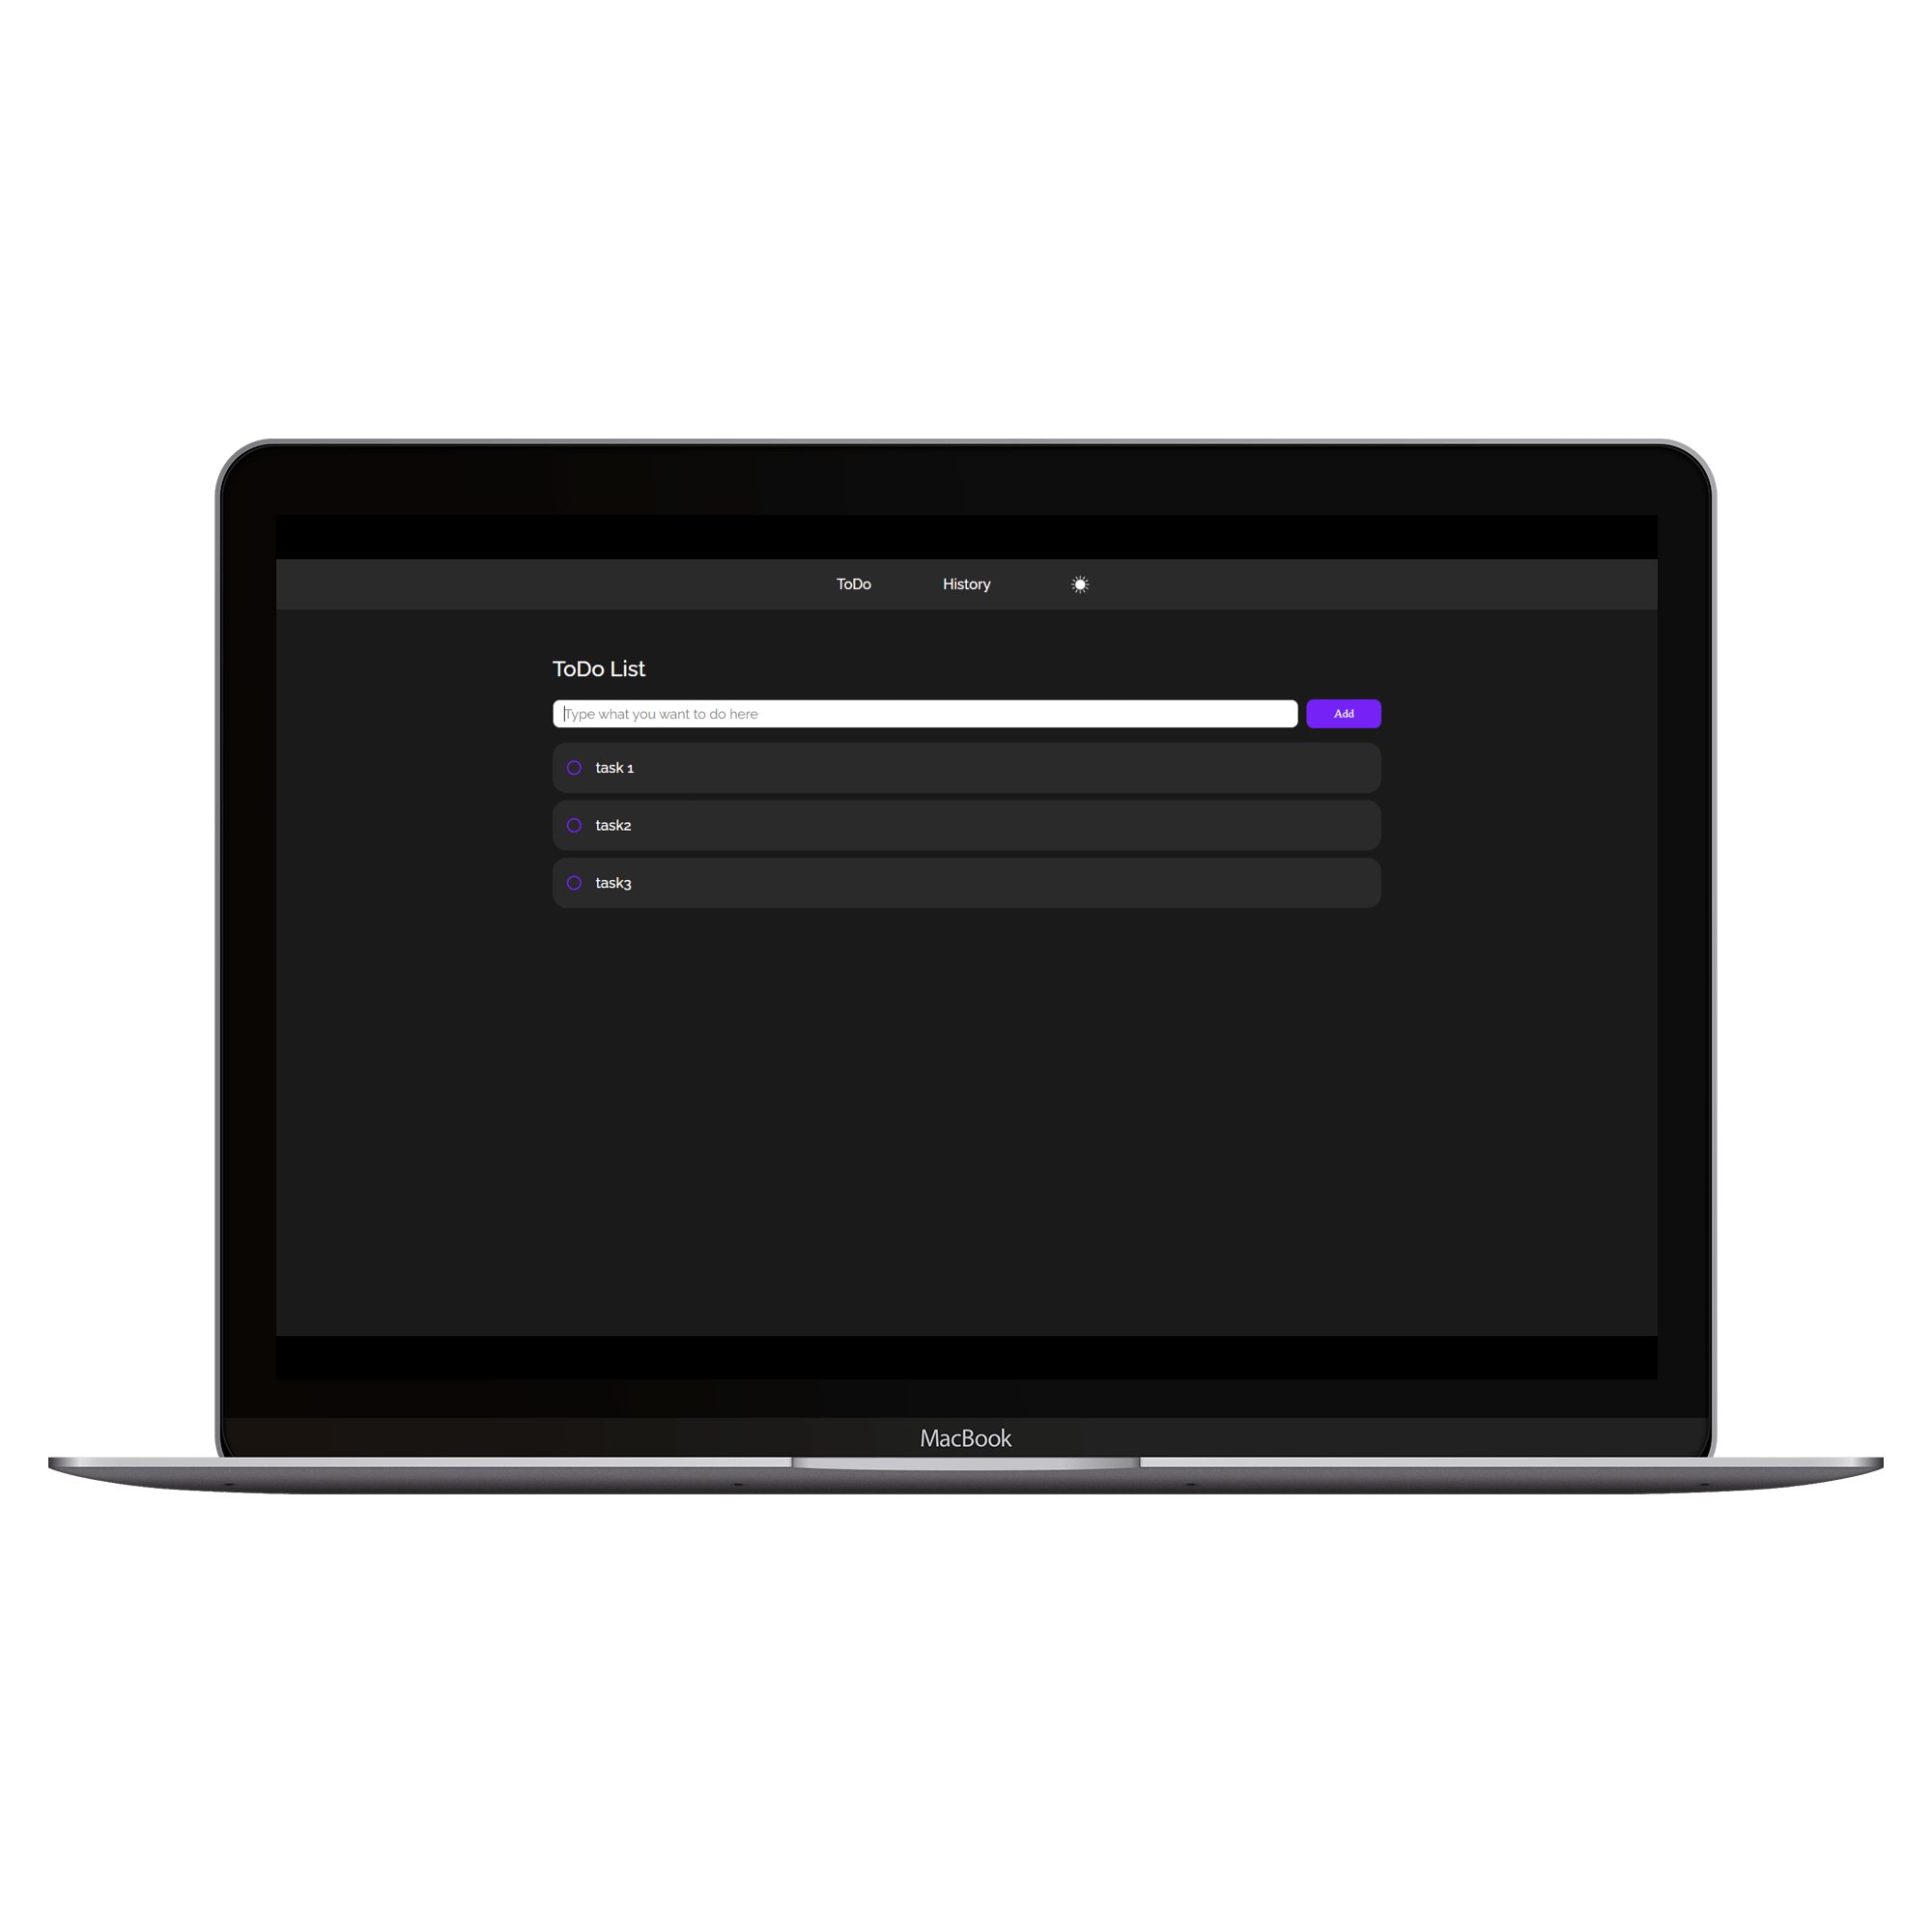 ToDo History
ToDo List
Type what you want to do here Add
task 1
task2
task3
MacBook